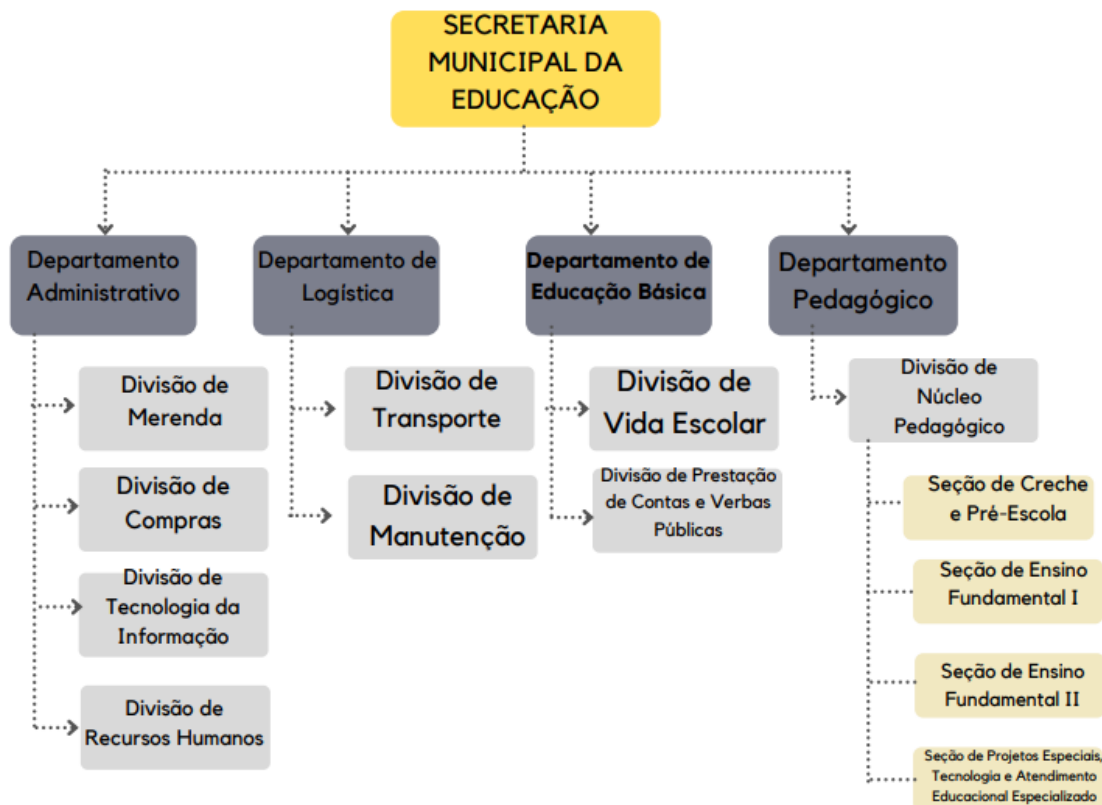 SECRETARIA
MUNICIPAL DA
EDUCAÇÃO
Departamento
Administrativo
Departamento de
Logística
Departamento de
Educação Básica
Departamento
Pedagógico
Divisão de
Merenda
Divisão de
Compras
Divisão de
Tecnologia da
Informação
Divisão de
Recursos Humanos
Divisão de
Transporte
Divisão de
Manutenção
Divisão de
Vida Escolar
Divisão de Prestação
de Contas e Verbas
Públicas
Divisão de
Núcleo
Pedagógico
Seção de Creche
e Pré-Escola
Seção de Ensino
Fundamental I
Seção de Ensino
Fundamental II
Seção de Projetos Especiais,
Tecnologia e Atendimento
Educacional Especializado